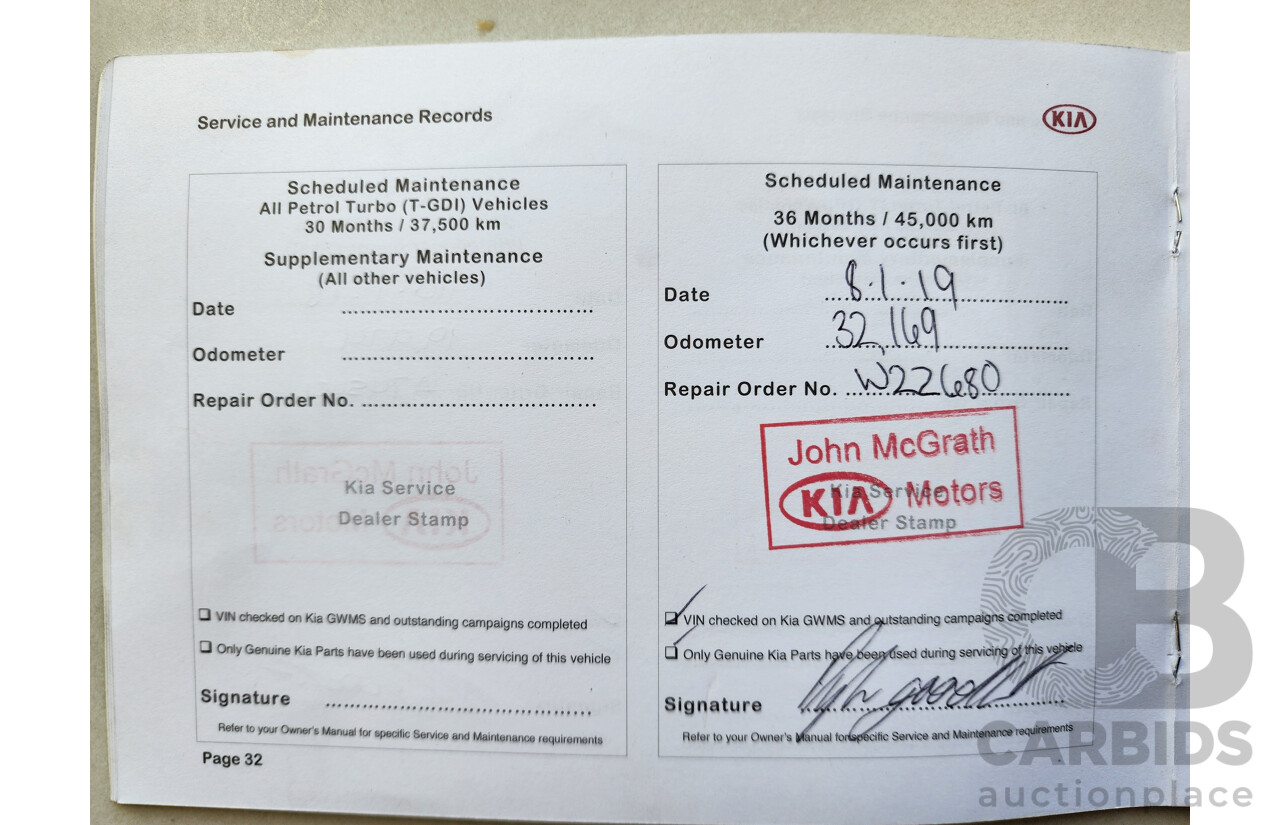 Service and Maintenance Records
KIA
Scheduled Maintenance
All Petrol Turbo (T-GDI) Vehicles
30 Months / 37,500 km
Supplementary Maintenance
(All other vehicles)
Date
Odometer
Repair Order No.
Kia Service
Dealer Stamp
VIN checked on Kia GWMS and outstanding campaigns completed
Only Genuine Kia Parts have been used during servicing of this vehicle
Signature
Refer to your Owner's Manual for specific Service and Maintenance requirements
Page 32
Scheduled Maintenance
36 Months / 45,000 km
(Whichever occurs first)
Date 8.1.19
Odometer 32,169
Repair Order No. W22680
John McGrath
KIA Motors
Kia Service
Dealer Stamp
VIN checked on Kia GWMS and outstanding campaigns completed
Only Genuine Kia Parts have been used during servicing of this vehicle
Signature
Refer to your Owner's Manual for specific Service and Maintenance requirements
CB
CARBIDS
auctionplace